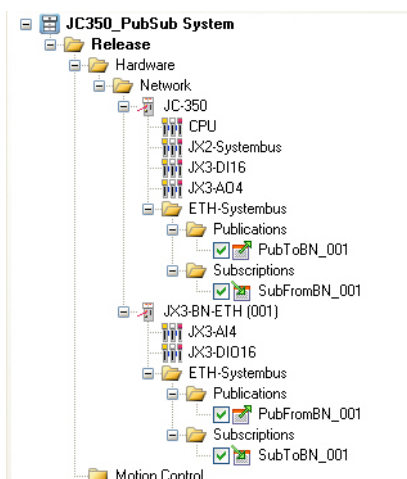 JC350_PubSub System
Release
Hardware
Network
JC-350
CPU
JX2-Systembus
JX3-DI16
JX3-AO4
ETH-Systembus
Publications
PubToBN_001
Subscriptions
SubFromBN_001
JX3-BN-ETH (001)
JX3-AI4
JX3-DIO16
ETH-Systembus
Publications
PubFromBN_001
Subscriptions
SubToBN_001
Motion Control